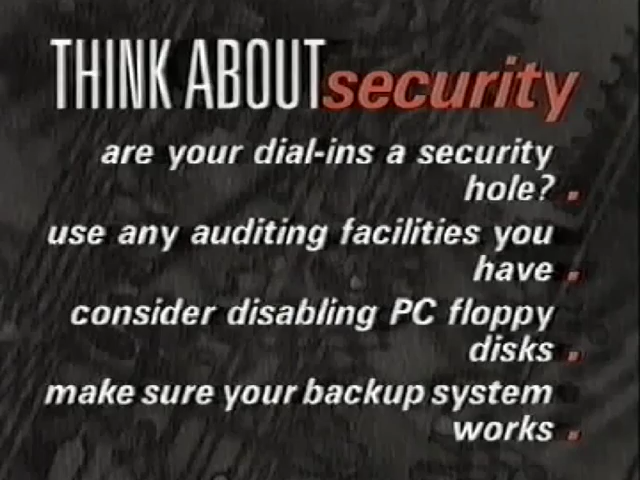 THINK ABOUT security
are your dial-ins a security
hole?
use any auditing facilities you
have
consider disabling PC floppy
disks
make sure your backup system
works